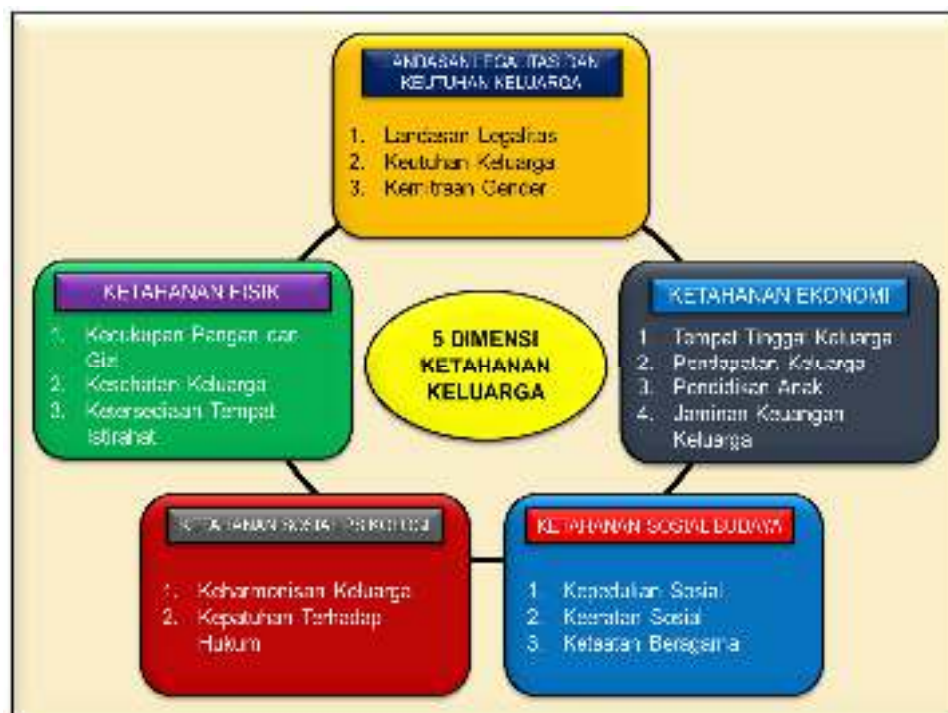 LANDASAN LEGALITAS DAN
KEUTUHAN KELUARGA
1. Landasan Legalitas
2. Keutuhan Keluarga
3. Kemitraan Gender
KETAHANAN FISIK
1. Kecukupan Pangan dan
Gizi
2. Kesehatan Keluarga
3. Ketersediaan Tempat
Istirahat
5 DIMENSI
KETAHANAN
KELUARGA
KETAHANAN EKONOMI
1 Tempat Tinggal Keluarga
2. Pendapatan Keluarga
3. Pendidikan Anak
4. Jaminan Keuangan
Keluarga
KETAHANAN SOSIAL PSIKOLOGI
1. Keharmonisan Keluarga
2. Kepatuhan Terhadap
Hukum
KETAHANAN SOSIAL BUDAYA
1 Kepedulian Sosial
2. Keeratan Sosial
3. Ketaatan Beragama